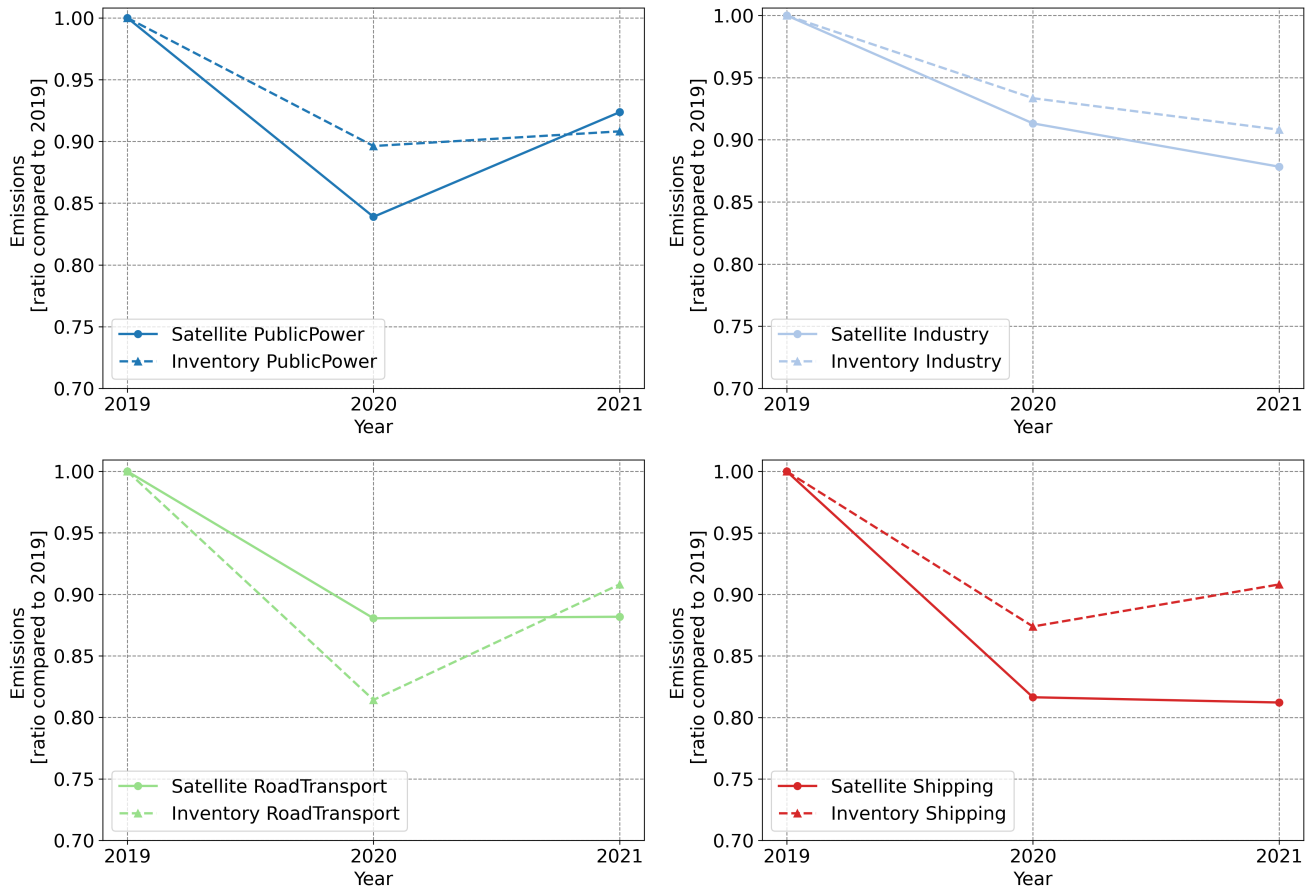 1.00
0.95
0.90
0.85
0.80
0.75
0.70
Emissions
[ratio compared to 2019]
Satellite PublicPower
Inventory PublicPower
2019
2020
2021
Year
1.00
0.95
0.90
0.85
0.80
0.75
0.70
Emissions
[ratio compared to 2019]
Satellite Industry
Inventory Industry
2019
2020
2021
Year
1.00
0.95
0.90
0.85
0.80
0.75
0.70
Emissions
[ratio compared to 2019]
Satellite RoadTransport
Inventory RoadTransport
2019
2020
2021
Year
1.00
0.95
0.90
0.85
0.80
0.75
0.70
Emissions
[ratio compared to 2019]
Satellite Shipping
Inventory Shipping
2019
2020
2021
Year